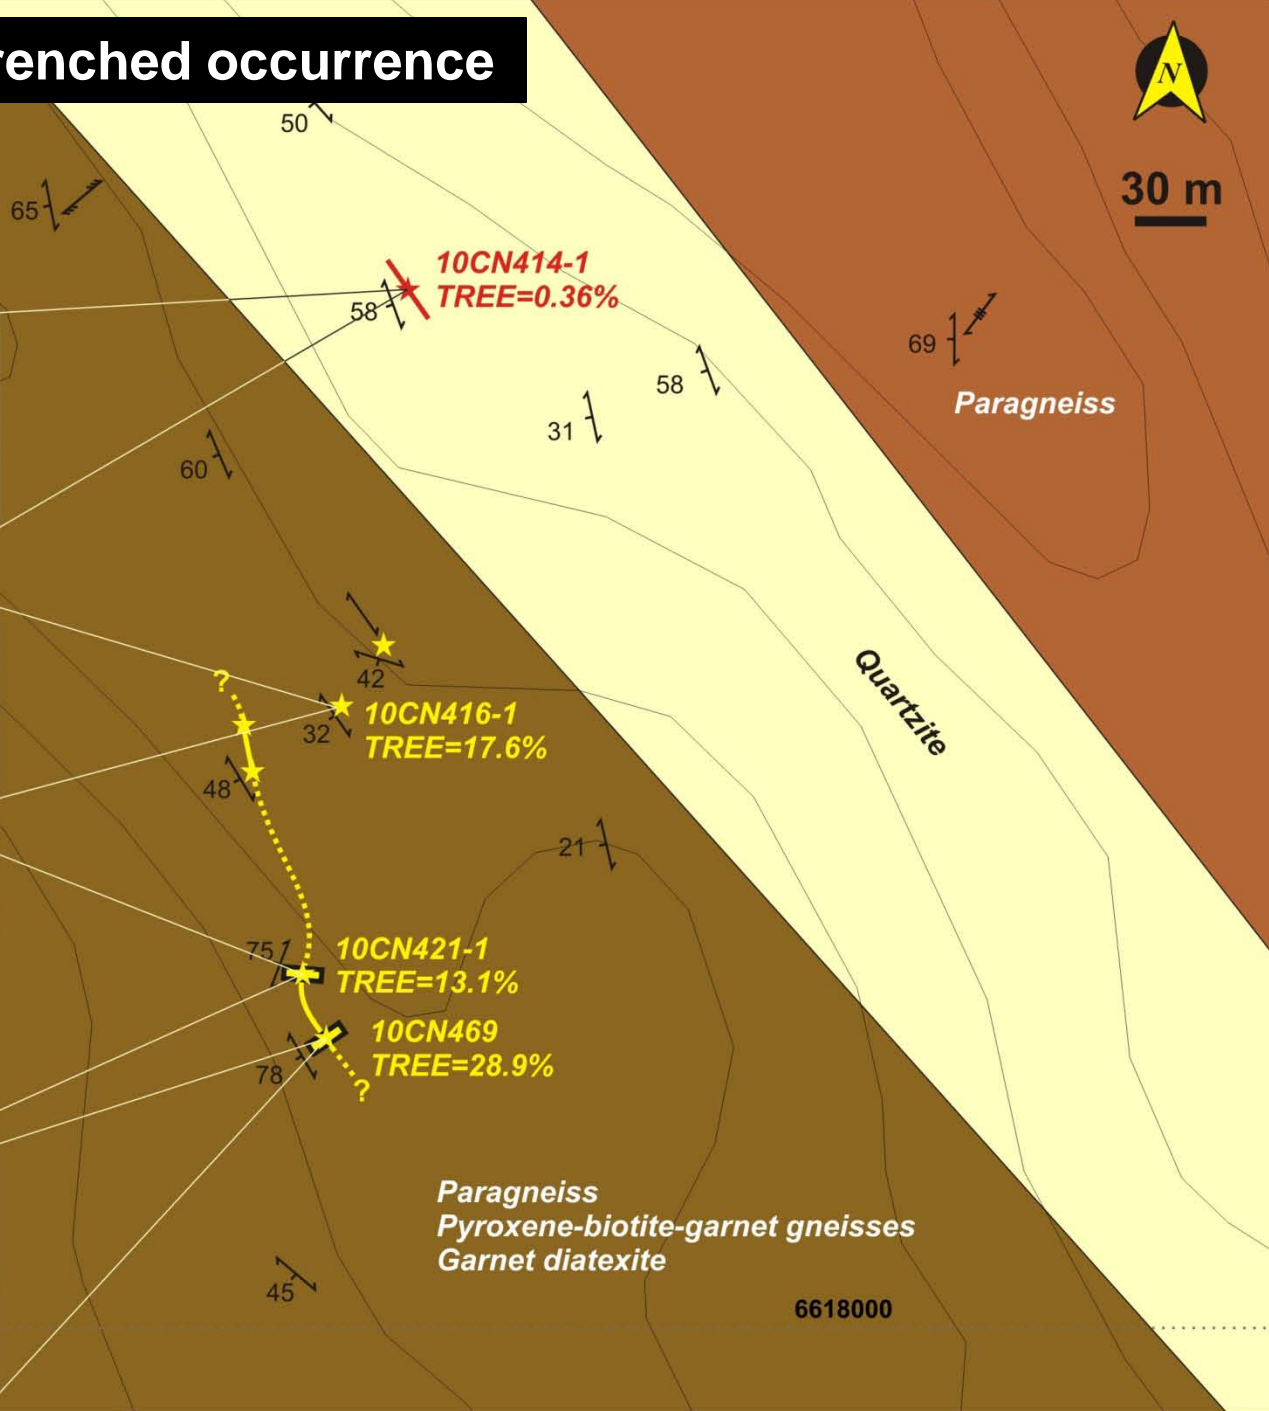 renched occurrence
N
50
30 m
65
10CN414-1
TREE=0.36%
58
69
58
Paragneiss
31
60
Quartzite
42
?
10CN416-1
32
TREE=17.6%
48
21
75
10CN421-1
TREE=13.1%
10CN469
TREE=28.9%
78
?
Paragneiss
Pyroxene-biotite-garnet gneisses
Garnet diatexite
45
6618000